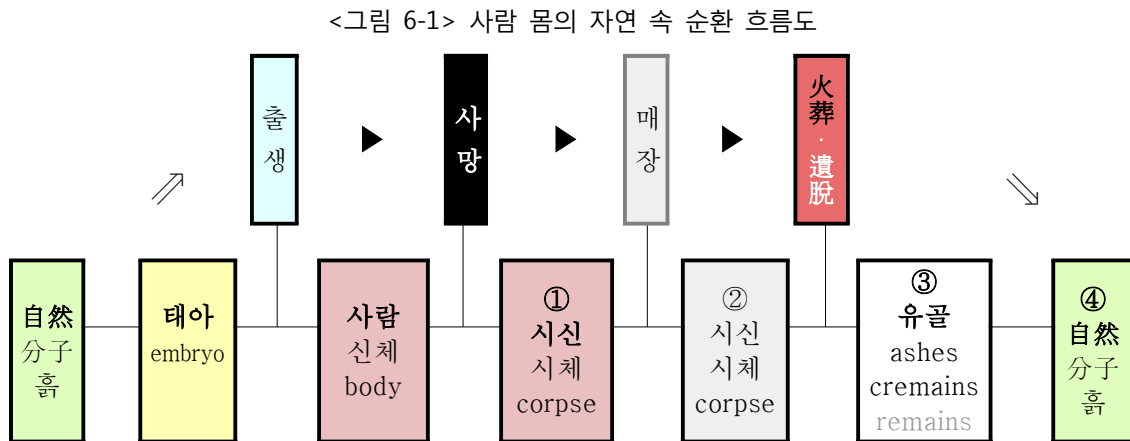 <그림 6-1> 사람 몸의 자연 속 순환 흐름도
출
생
▶
사
망
▶
매
장
▶
火
葬
·
遺
脫
⇗
⇘
自然
分子
흙
태아
embryo
사람
신체
body
①
시신
시체
corpse
②
시신
시체
corpse
③
유골
ashes
cremains
remains
④
自然
分子
흙